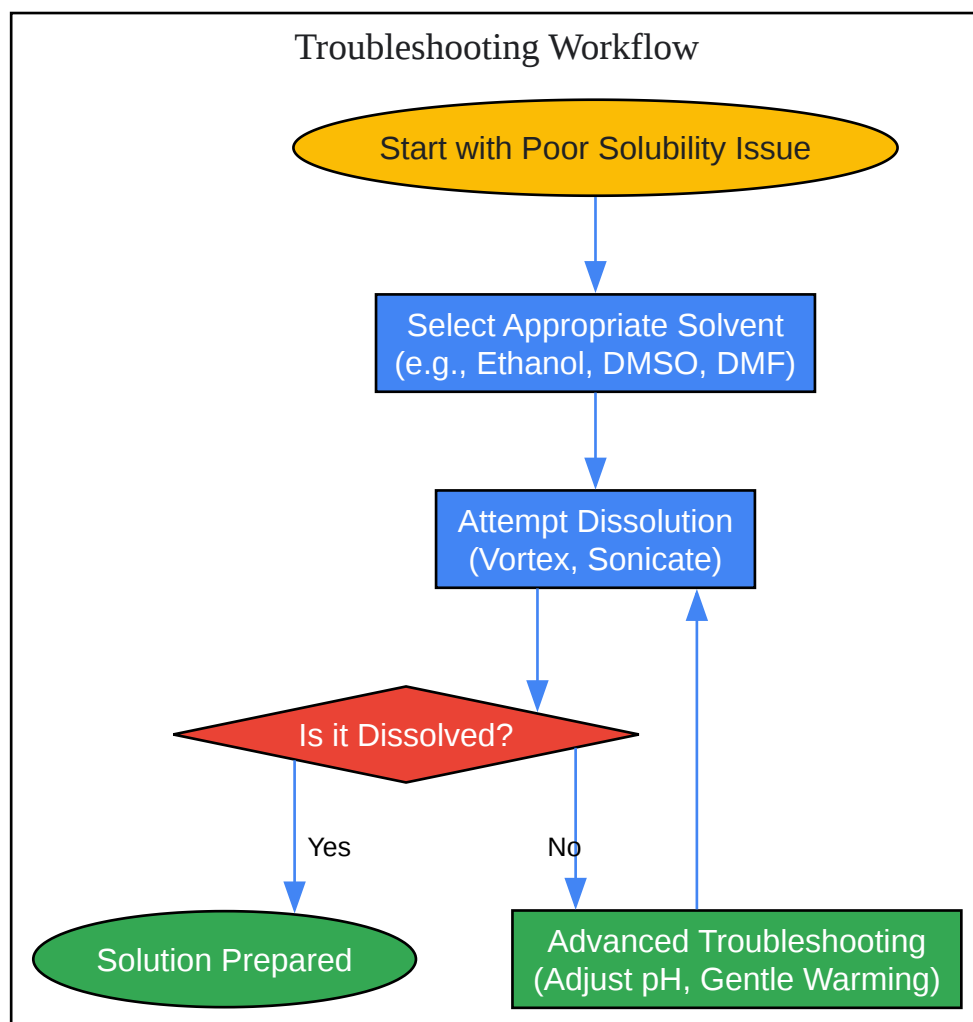 Troubleshooting Workflow
Start with Poor Solubility Issue
Select Appropriate Solvent
(e.g., Ethanol, DMSO, DMF)
Attempt Dissolution
(Vortex, Sonicate)
Is it Dissolved?
Yes
No
Solution Prepared
Advanced Troubleshooting
(Adjust pH, Gentle Warming)